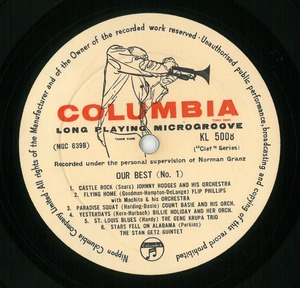 All rights of the Manufacturer and of the Owner of the recorded work reserved · Unauthorised public performance, broadcasting and copying of this record prohibited
Nippon Columbia Company Limited
COLUMBIA
LONG PLAYING MICROGROOVE
TRADE MARK
(NGC 6398)
KL 5008
("Clef" Series)
Recorded under the personal supervision of Norman Granz
OUR BEST (No. 1)
1. CASTLE ROCK (Sears) JOHNNY HODGES AND HIS ORCHESTRA
2. FLYING HOME (Goodman-Hampton-DeLange) FLIP PHILLIPS
with Machito & his ORCHESTRA
3. PARADISE SQUAT (Harding-Basie) COUNT BASIE AND HIS ORCH.
4. YESTERDAYS (Kern-Harbach) BILLIE HOLIDAY AND HER ORCH.
5. ST. LOUIS BLUES (Handy) THE GENE KRUPA TRIO
6. STARS FELL ON ALABAMA (Perkins)
THE STAN GETZ QUINTET